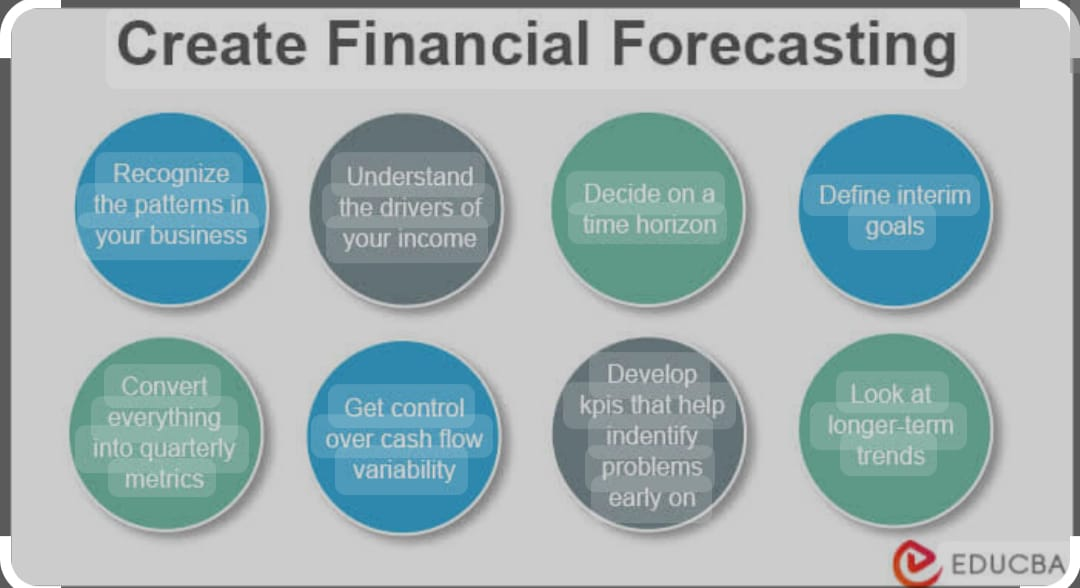 Create Financial Forecasting
Recognize
the patterns in
your business
Understand
the drivers of
your income
Decide on a
time horizon
Define interim
goals
Convert
everything
into quarterly
metrics
Get control
over cash flow
variability
Develop
kpis that help
indentify
problems
early on
Look at
longer-term
trends
EDUCBA